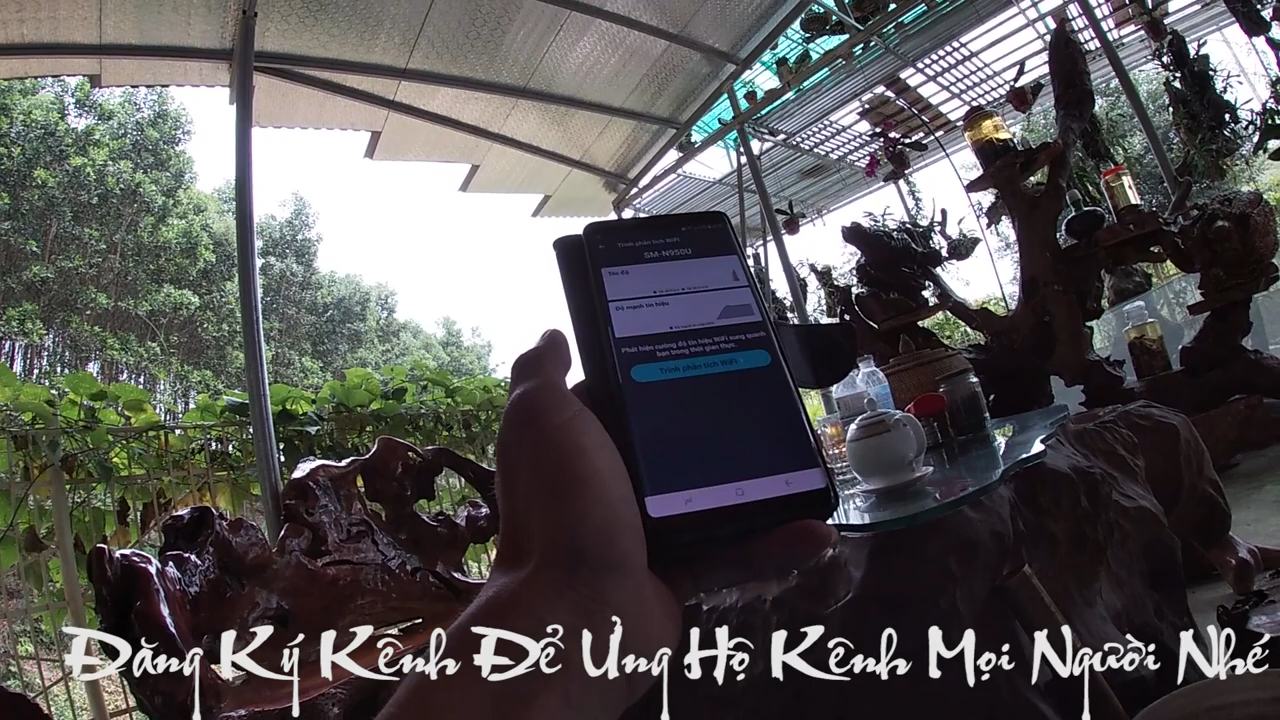 Trình phân tích WiFi
SM-N950U
Tốc độ
Độ mạnh tín hiệu
Phát hiện cường độ tín hiệu WiFi xung quanh
bạn trong thời gian thực.
Trình phân tích WiFi
Đăng Ký Kênh Để Ủng Hộ Kênh Mọi Người Nhé